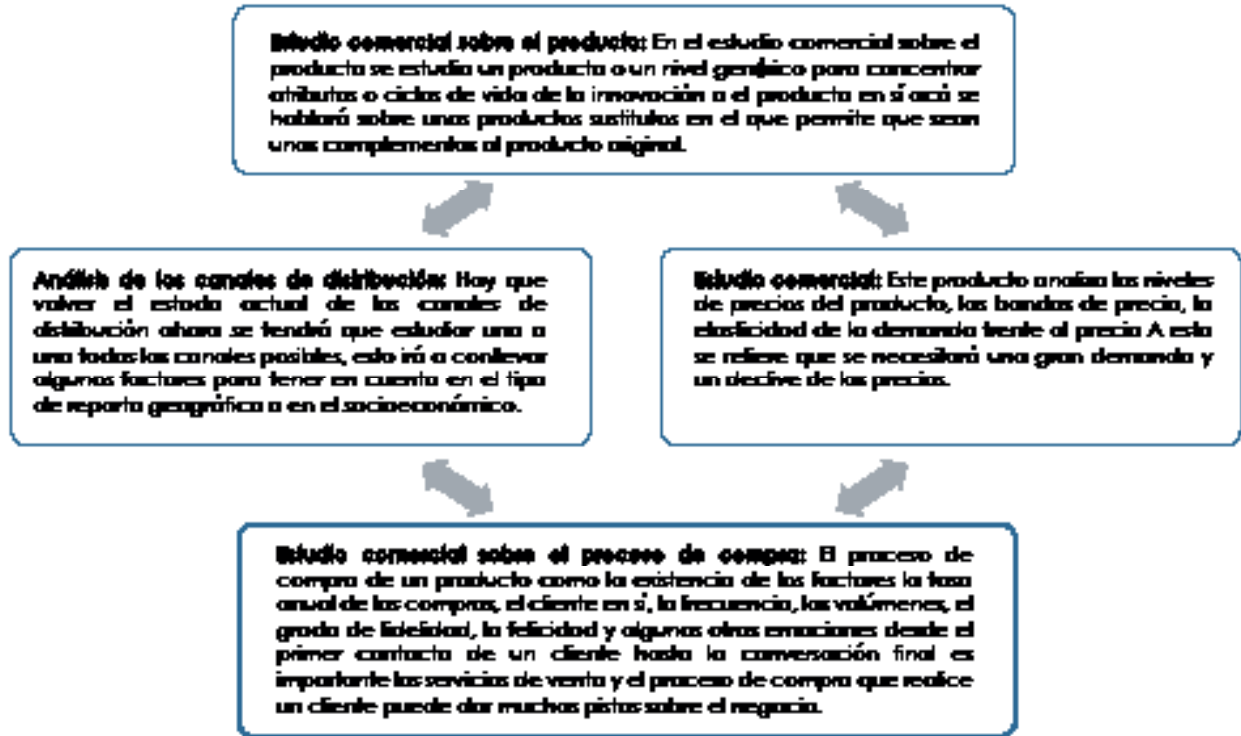 Estudio comercial sobre el producto: En el estudio comercial sobre el
producto se estudia un producto o un nivel genérico para concentrar
atributos o ciclos de vida de la innovación o el producto en sí acá se
hablará sobre unos productos sustitutos en el que permite que sean
unos complementos al producto original.
Análisis de los canales de distribución: Hay que
volver el estado actual de los canales de
distribución ahora se tendrá que estudiar uno a
uno todos los canales posibles, esto irá a conllevar
algunos factores para tener en cuenta en el tipo
de reparto geográfico o en el socioeconómico.
Estudio comercial: Este producto analiza los niveles
de precios del producto, las bandas de precio, la
elasticidad de la demanda frente al precio A esto
se refiere que se necesitará una gran demanda y
un declive de los precios.
Estudio comercial sobre el proceso de compra: El proceso de
compra de un producto como la existencia de los factores la tasa
anual de las compras, el cliente en sí, la frecuencia, los volúmenes, el
grado de fidelidad, la felicidad y algunas otras emociones desde el
primer contacto de un cliente hasta la conversación final es
importante los servicios de venta y el proceso de compra que realice
un cliente puede dar muchas pistas sobre el negocio.